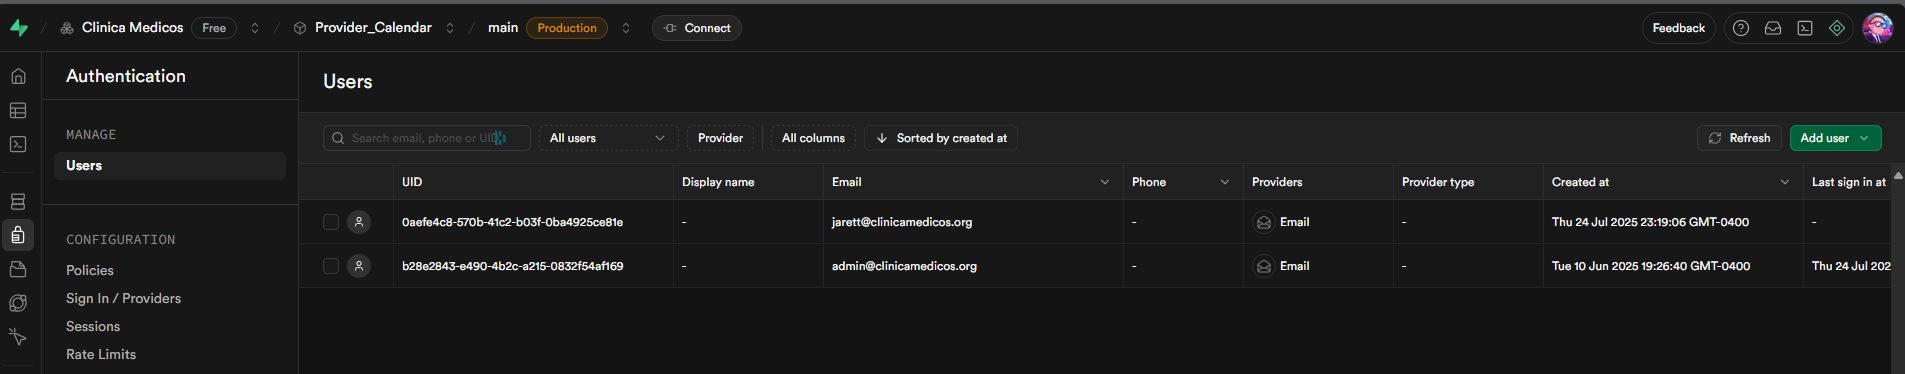 Clinica Medicos Free Provider_Calendar main Production Connect Feedback
Authentication
Users
MANAGE
Users
CONFIGURATION
Policies
Sign In / Providers
Sessions
Rate Limits
Search email, phone or UID All users Provider All columns Sorted by created at Refresh Add user
UID Display name Email Phone Providers Provider type Created at Last sign in at
0aefe4c8-570b-41c2-b03f-0ba4925ce81e - jarett@clinicamedicos.org - Email - Thu 24 Jul 2025 23:19:06 GMT-0400 -
b28e2843-e490-4b2c-a215-0832f54af169 - admin@clinicamedicos.org - Email - Tue 10 Jun 2025 19:26:40 GMT-0400 Thu 24 Jul 202